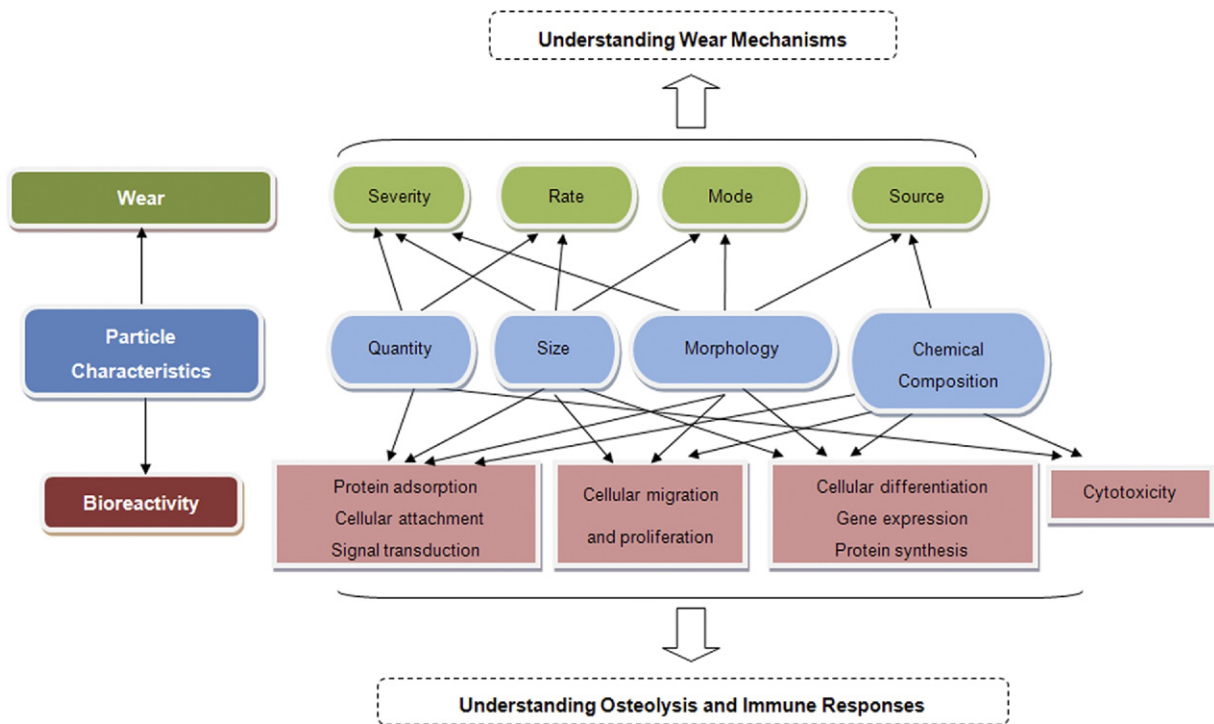 Understanding Wear Mechanisms
Wear
Severity
Rate
Mode
Source
Particle
Characteristics
Quantity
Size
Morphology
Chemical
Composition
Bioreactivity
Protein adsorption
Cellular attachment
Signal transduction
Cellular migration
and proliferation
Cellular differentiation
Gene expression
Protein synthesis
Cytotoxicity
Understanding Osteolysis and Immune Responses